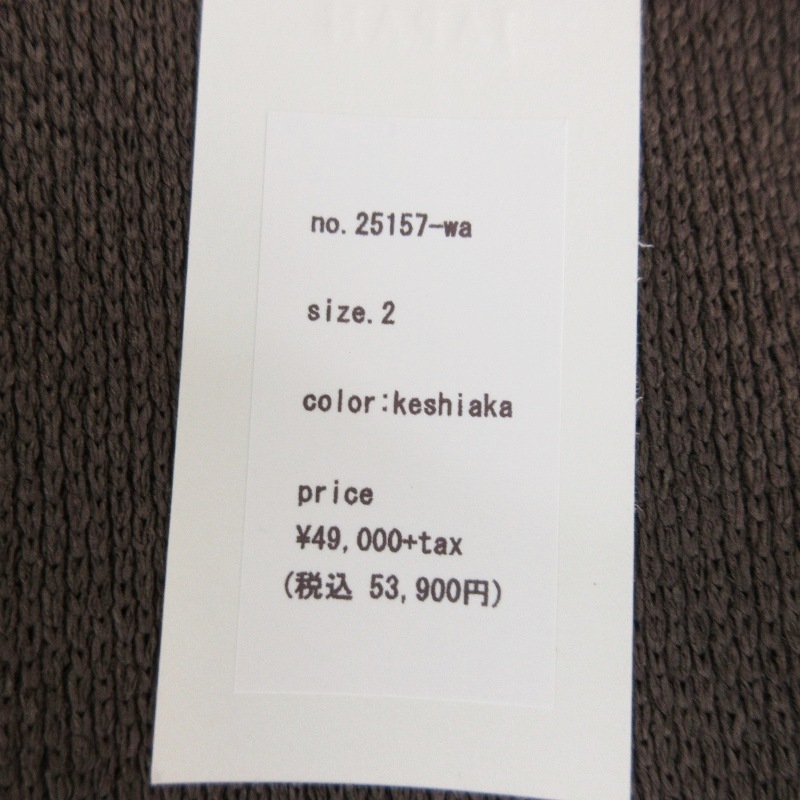 no.25157-wa
size.2
color:keshiaka
price
¥49,000+tax
(税込 53,900円)